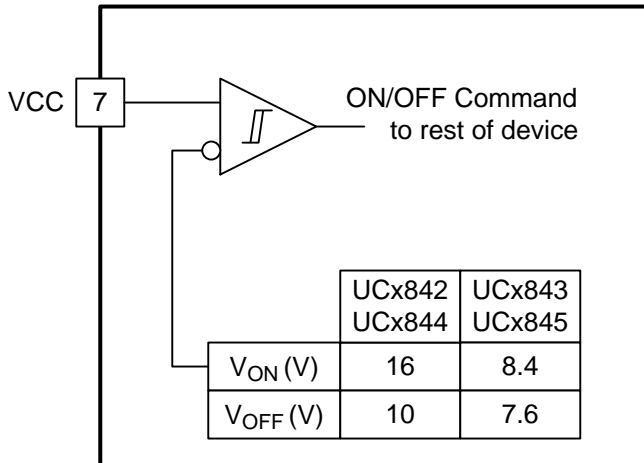 VCC 7
ON/OFF Command
to rest of device
UCx842 UCx843
UCx844 UCx845
VON (V) 16 8.4
VOFF (V) 10 7.6